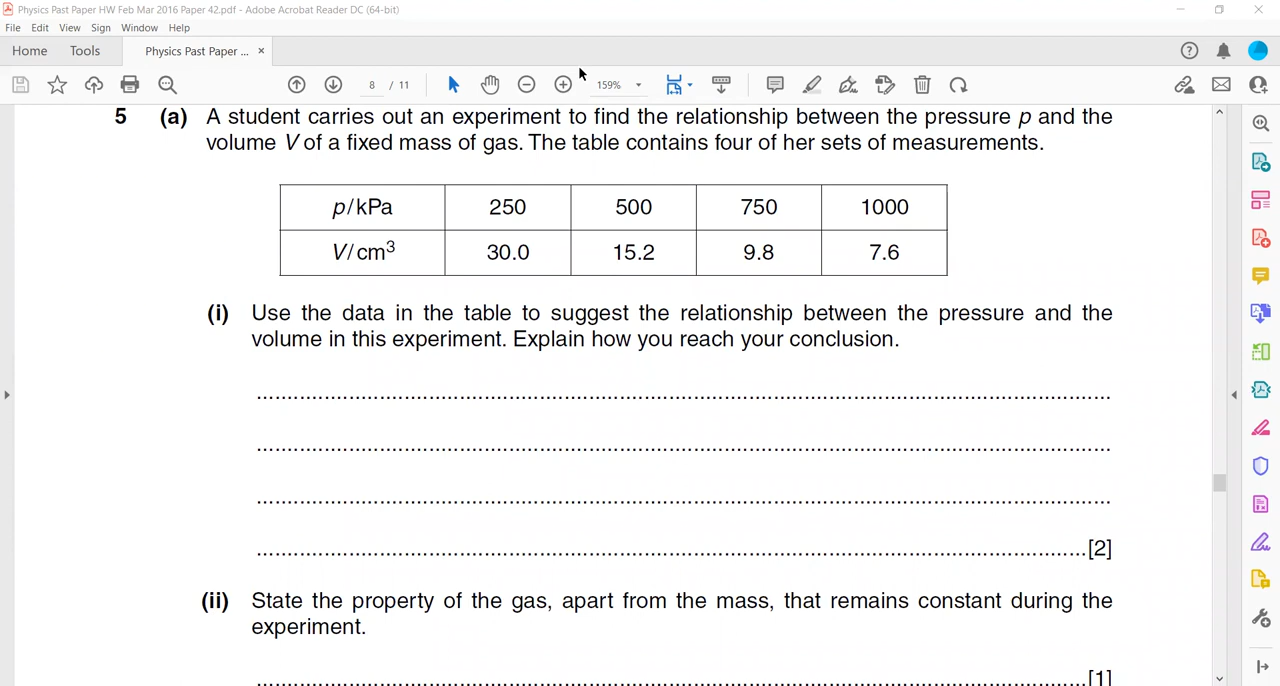 Physics Past Paper HW Feb Mar 2016 Paper 42.pdf - Adobe Acrobat Reader DC (64-bit)
File Edit View Sign Window Help
Home Tools Physics Past Paper ... ×
8 / 11 159%
5 (a) A student carries out an experiment to find the relationship between the pressure p and the
volume V of a fixed mass of gas. The table contains four of her sets of measurements.
p/kPa 250 500 750 1000
V/cm³ 30.0 15.2 9.8 7.6
(i) Use the data in the table to suggest the relationship between the pressure and the
volume in this experiment. Explain how you reach your conclusion.
..........................................................................................................................................
..........................................................................................................................................
..........................................................................................................................................
.....................................................................................................................................[2]
(ii) State the property of the gas, apart from the mass, that remains constant during the
experiment.
.....................................................................................................................................[1]